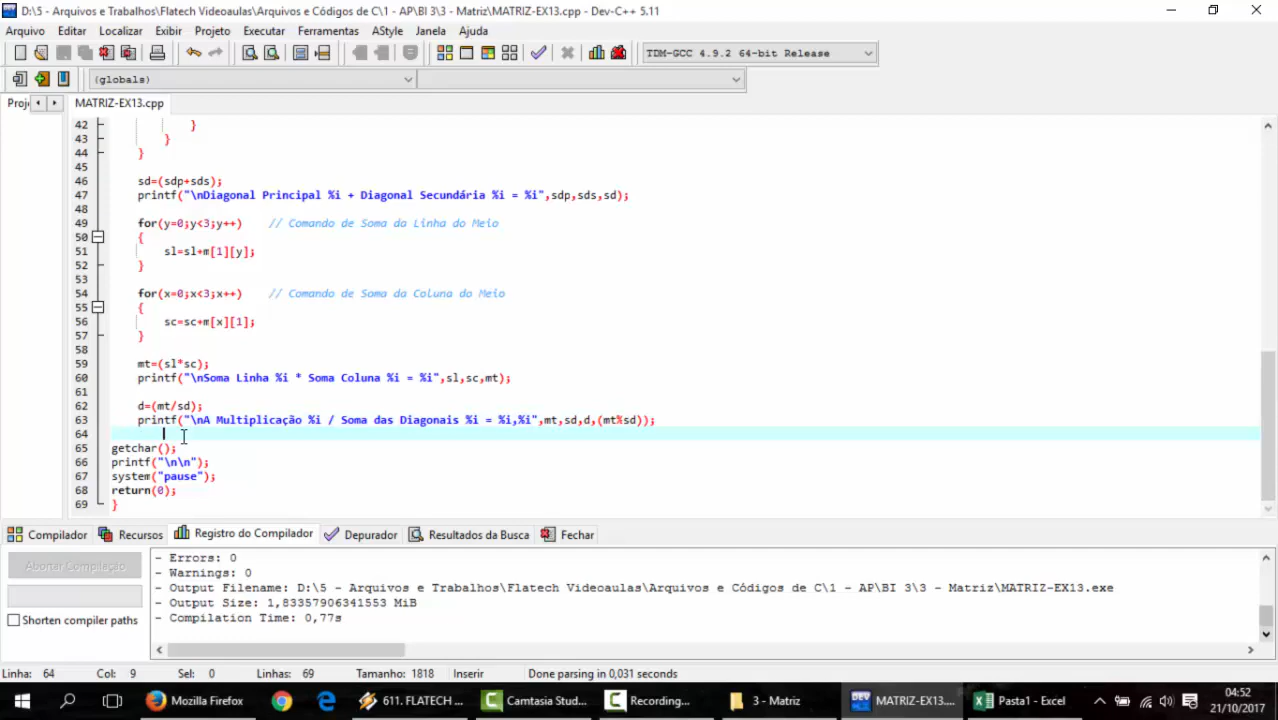 D:\5 - Arquivos e Trabalhos\Flatech Videoaulas\Arquivos e Códigos de C\1 - AP\BI 3\3 - Matriz\MATRIZ-EX13.cpp - Dev-C++ 5.11
Arquivo Editar Localizar Exibir Projeto Executar Ferramentas AStyle Janela Ajuda
TDM-GCC 4.9.2 64-bit Release
(globals)
Proje MATRIZ-EX13.cpp
42 }
43 }
44 }
45
46 sd=(sdp+sds);
47 printf("\nDiagonal Principal %i + Diagonal Secundária %i = %i",sdp,sds,sd);
48
49 for(y=0;y<3;y++) // Comando de Soma da Linha do Meio
50 {
51 sl=sl+m[1][y];
52 }
53
54 for(x=0;x<3;x++) // Comando de Soma da Coluna do Meio
55 {
56 sc=sc+m[x][1];
57 }
58
59 mt=(sl*sc);
60 printf("\nSoma Linha %i * Soma Coluna %i = %i",sl,sc,mt);
61
62 d=(mt/sd);
63 printf("\nA Multiplicação %i / Soma das Diagonais %i = %i,%i",mt,sd,d,(mt%sd));
64
65 getchar();
66 printf("\n\n");
67 system("pause");
68 return(0);
69 }
Compilador Recursos Registro do Compilador Depurador Resultados da Busca Fechar
Abortar Compilação
Shorten compiler paths
- Errors: 0
- Warnings: 0
- Output Filename: D:\5 - Arquivos e Trabalhos\Flatech Videoaulas\Arquivos e Códigos de C\1 - AP\BI 3\3 - Matriz\MATRIZ-EX13.exe
- Output Size: 1,83357906341553 MiB
- Compilation Time: 0,77s
Linha: 64 Col: 9 Sel: 0 Linhas: 69 Tamanho: 1818 Inserir Done parsing in 0,031 seconds
Mozilla Firefox 611. FLATECH ... Camtasia Stud... Recording... 3 - Matriz MATRIZ-EX13.... Pasta1 - Excel 04:52
21/10/2017